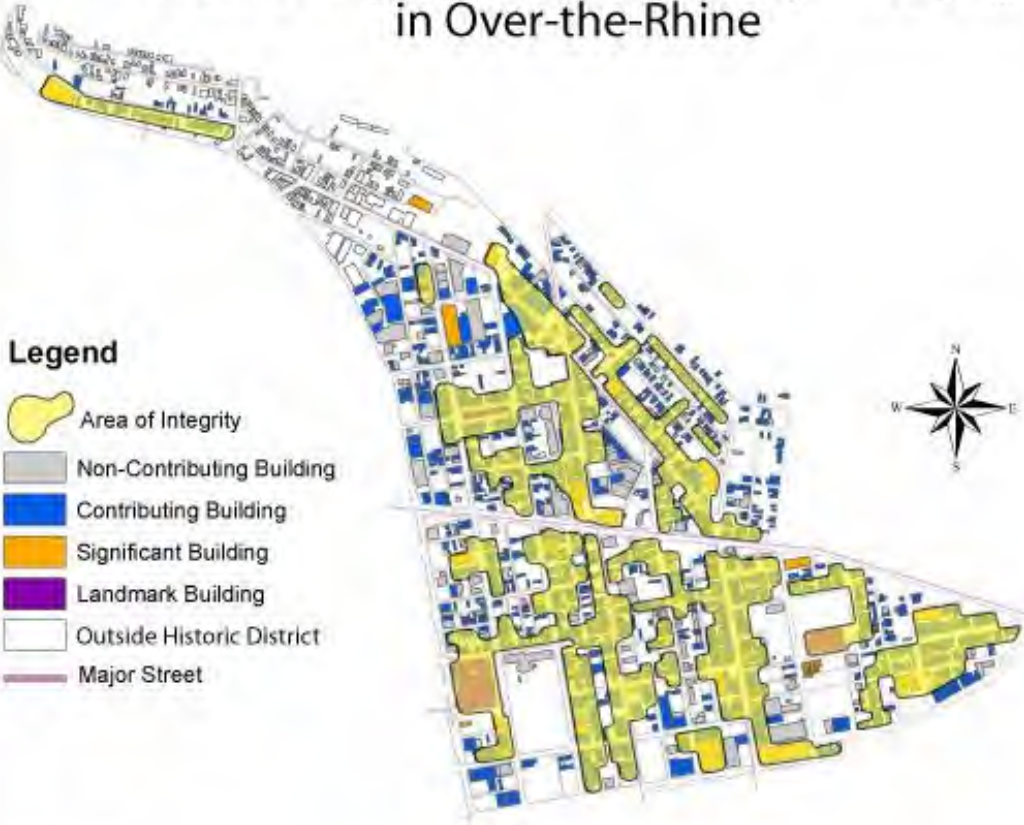 in Over-the-Rhine
N
W
E
S
Legend
Area of Integrity
Non-Contributing Building
Contributing Building
Significant Building
Landmark Building
Outside Historic District
Major Street